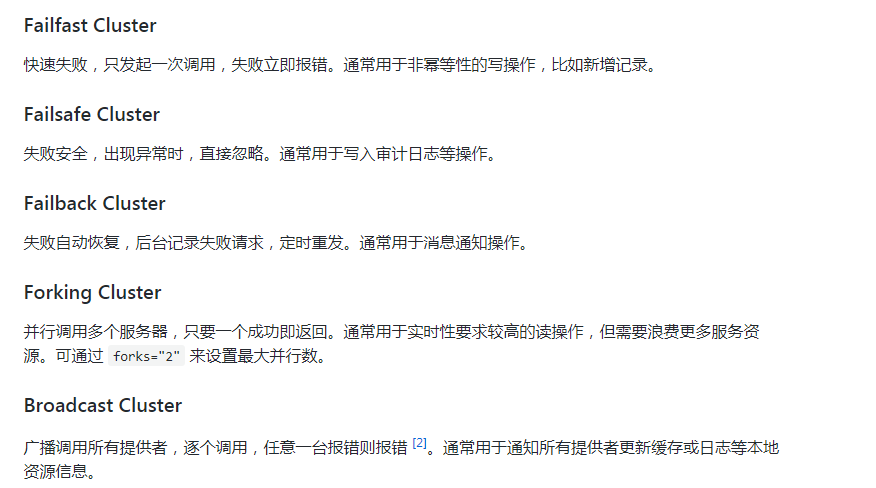 Failfast Cluster
快速失败，只发起一次调用，失败立即报错。通常用于非幂等性的写操作，比如新增记录。
Failsafe Cluster
失败安全，出现异常时，直接忽略。通常用于写入审计日志等操作。
Failback Cluster
失败自动恢复，后台记录失败请求，定时重发。通常用于消息通知操作。
Forking Cluster
并行调用多个服务器，只要一个成功即返回。通常用于实时性要求较高的读操作，但需要浪费更多服务资
源。可通过 forks="2" 来设置最大并行数。
Broadcast Cluster
广播调用所有提供者，逐个调用，任意一台报错则报错 [2]。通常用于通知所有提供者更新缓存或日志等本地
资源信息。